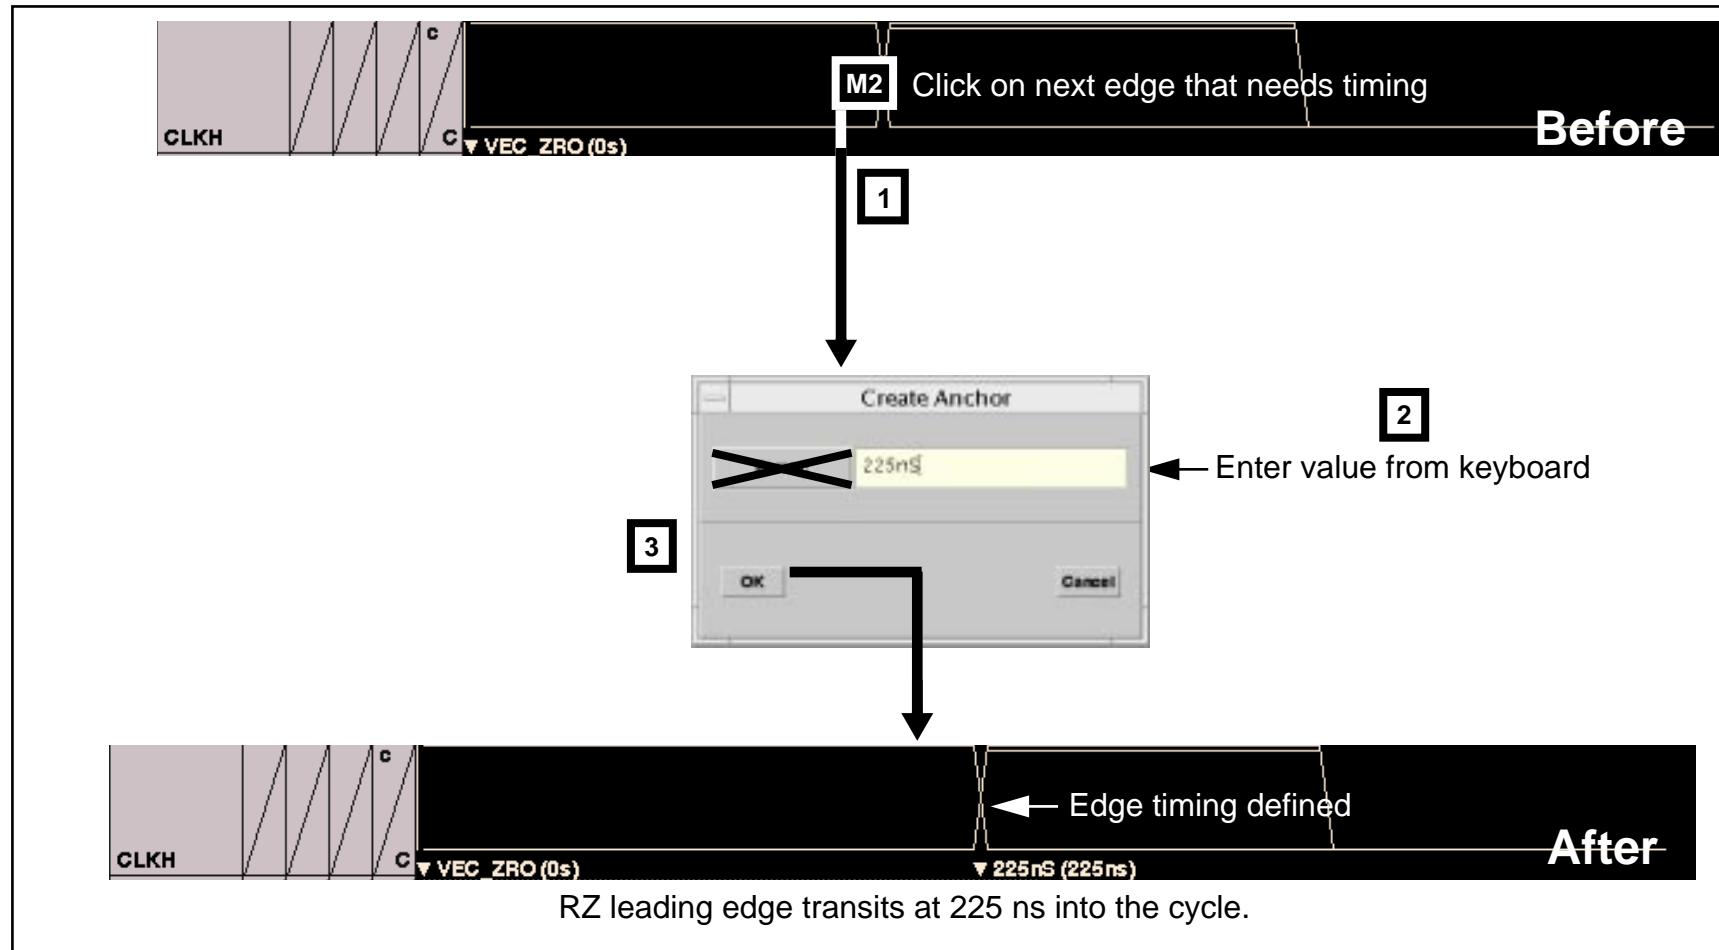 c
M2 Click on next edge that needs timing
CLKH C
Before
▼ VEC_ZRO (0s)
1
Create Anchor
225nS
2
Enter value from keyboard
3
OK Cancel
c
Edge timing defined
CLKH C
After
▼ VEC_ZRO (0s) ▼ 225nS (225ns)
RZ leading edge transits at 225 ns into the cycle.